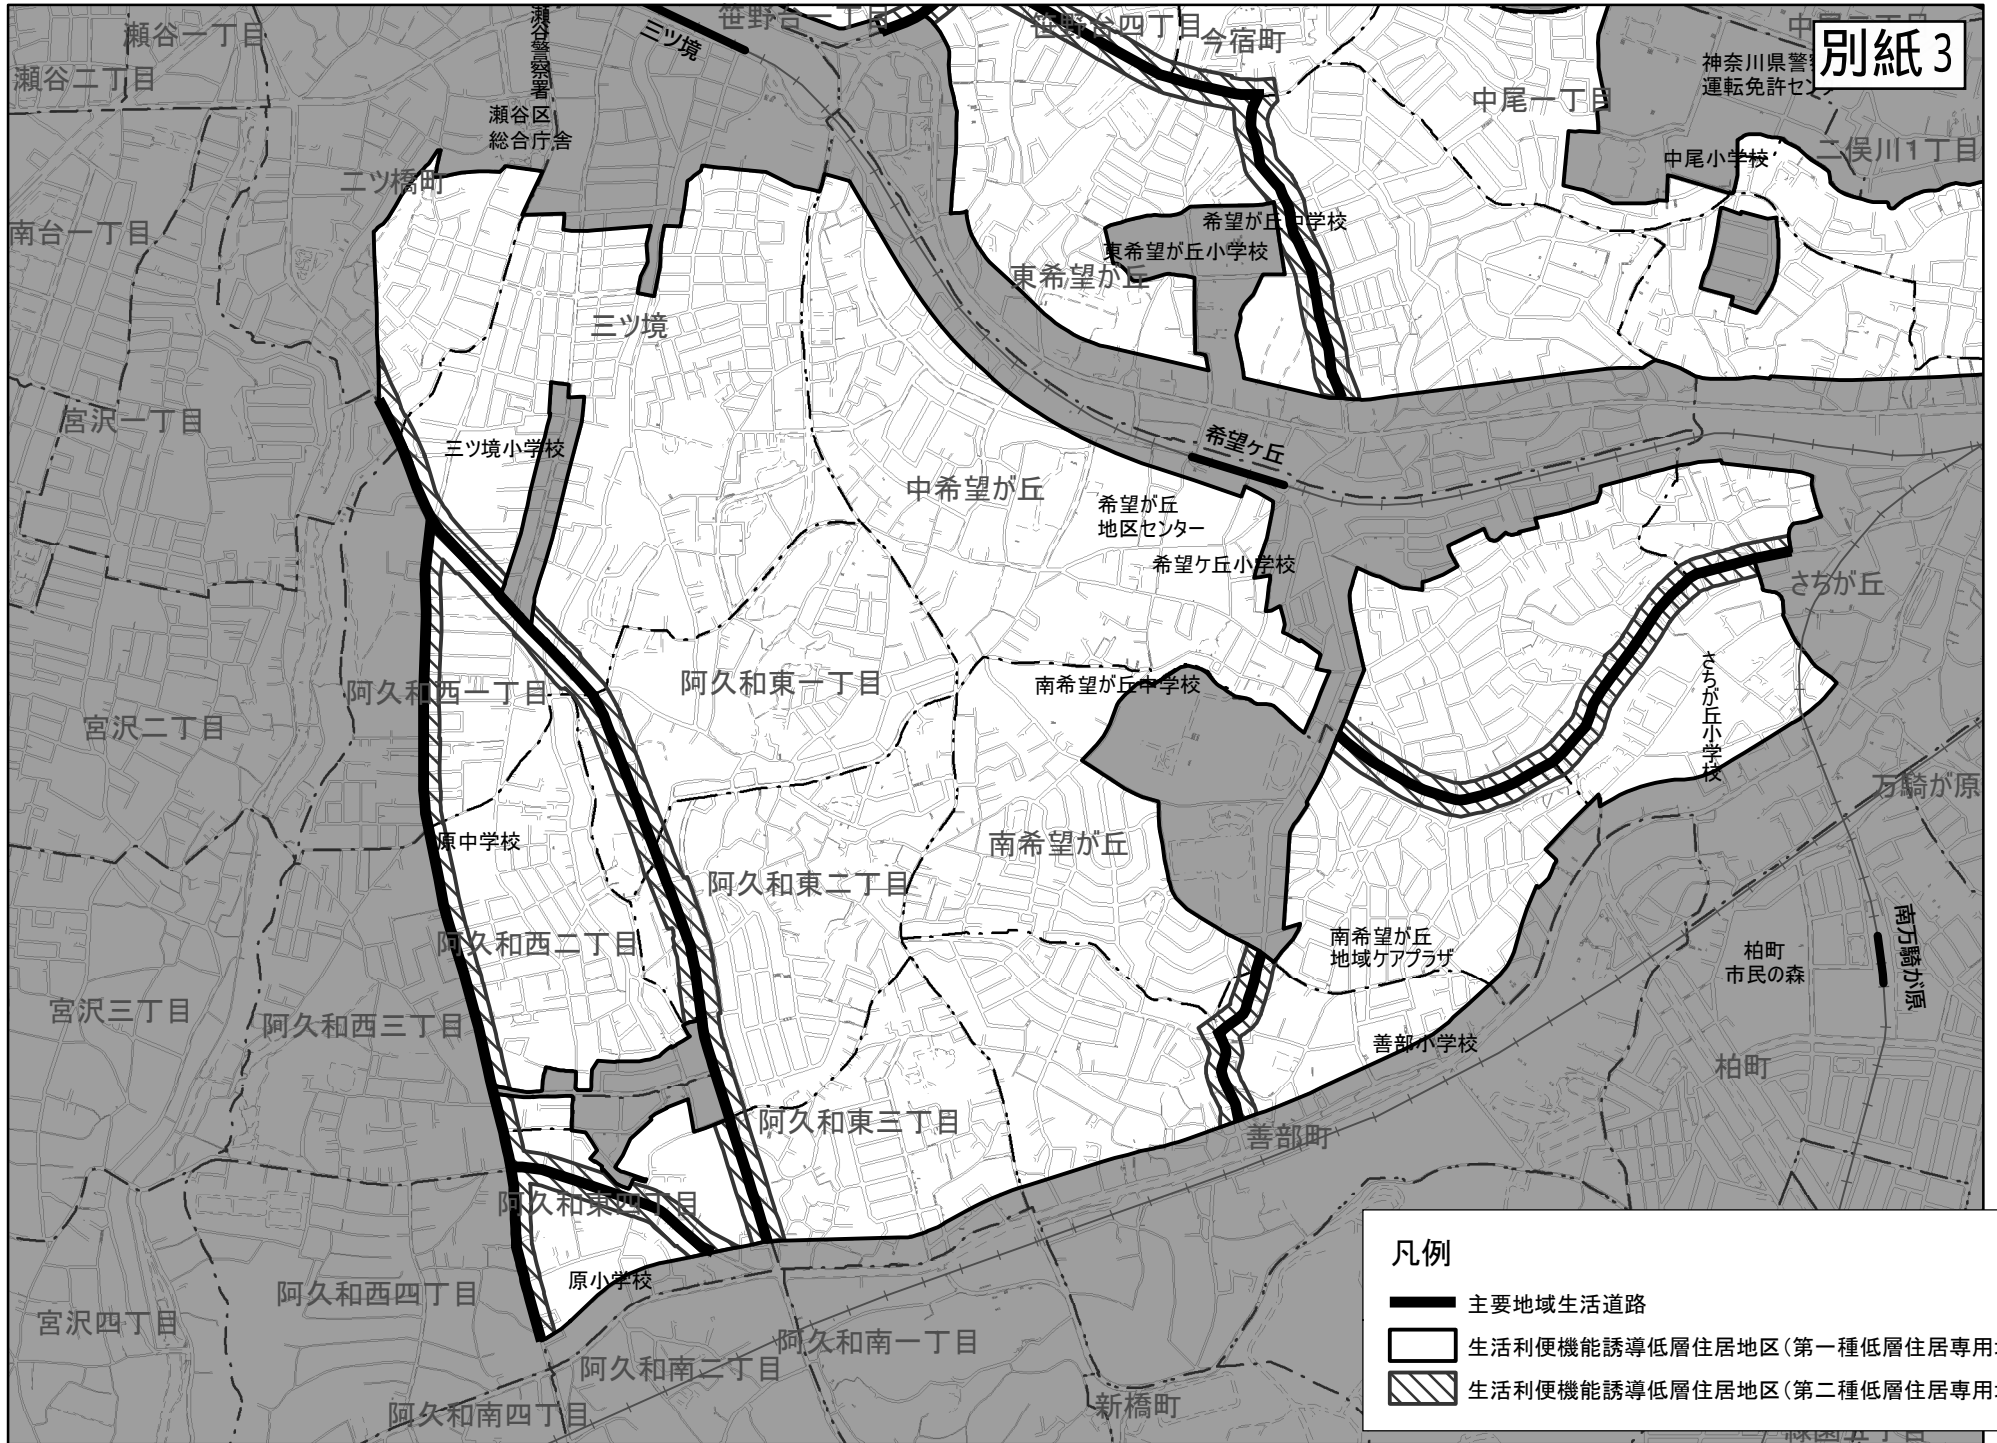 別紙３
瀬谷一丁目
瀬谷二丁目
瀬谷警察署
瀬谷区
総合庁舎
三ツ境
笹野台一丁目
笹野台四丁目
今宿町
中尾一丁目
神奈川県警
運転免許セン
中尾小学校
二俣川1丁目
二ツ橋町
南台一丁目
希望が丘中学校
東希望が丘小学校
東希望が丘
三ツ境
宮沢一丁目
三ツ境小学校
希望ヶ丘
中希望が丘
希望が丘
地区センター
希望ケ丘小学校
さちが丘
さちが丘小学校
阿久和西一丁目
阿久和東一丁目
南希望が丘中学校
宮沢二丁目
万騎が原
原中学校
南希望が丘
阿久和東二丁目
阿久和西二丁目
南希望が丘
地域ケアプラザ
柏町
市民の森
南万騎が原
宮沢三丁目
阿久和西三丁目
善部小学校
柏町
阿久和東三丁目
善部町
阿久和東四丁目
原小学校
阿久和西四丁目
宮沢四丁目
阿久和南一丁目
阿久和南二丁目
阿久和南四丁目
新橋町
凡例
主要地域生活道路
生活利便機能誘導低層住居地区（第一種低層住居専用
生活利便機能誘導低層住居地区（第二種低層住居専用